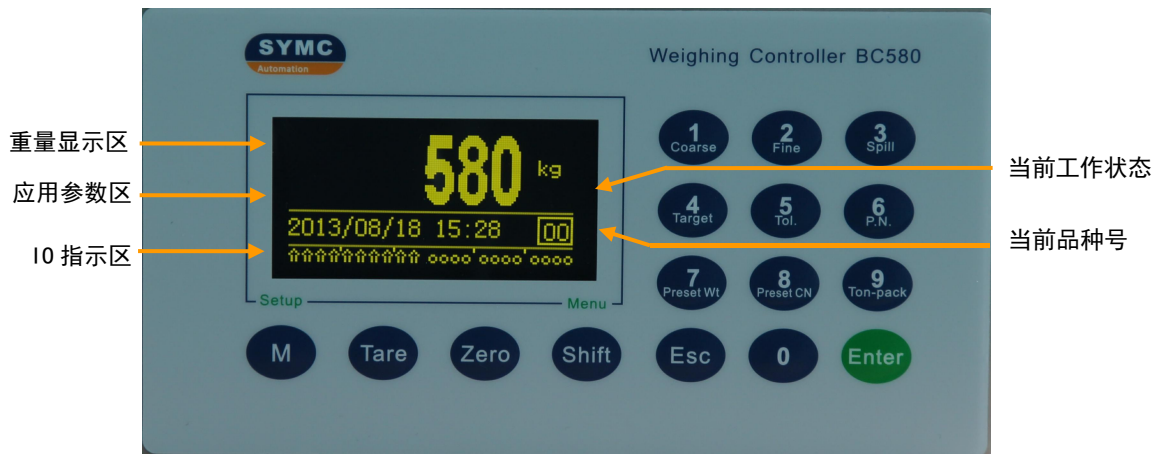 SYMC
Automation
Weighing Controller BC580
重量显示区
应用参数区
IO 指示区
580 kg
2013/08/18 15:28 00
当前工作状态
当前品种号
Setup
Menu
1
Coarse
2
Fine
3
Spill
4
Target
5
Tol.
6
P.N.
7
Preset Wt
8
Preset CN
9
Ton-pack
M
Tare
Zero
Shift
Esc
0
Enter